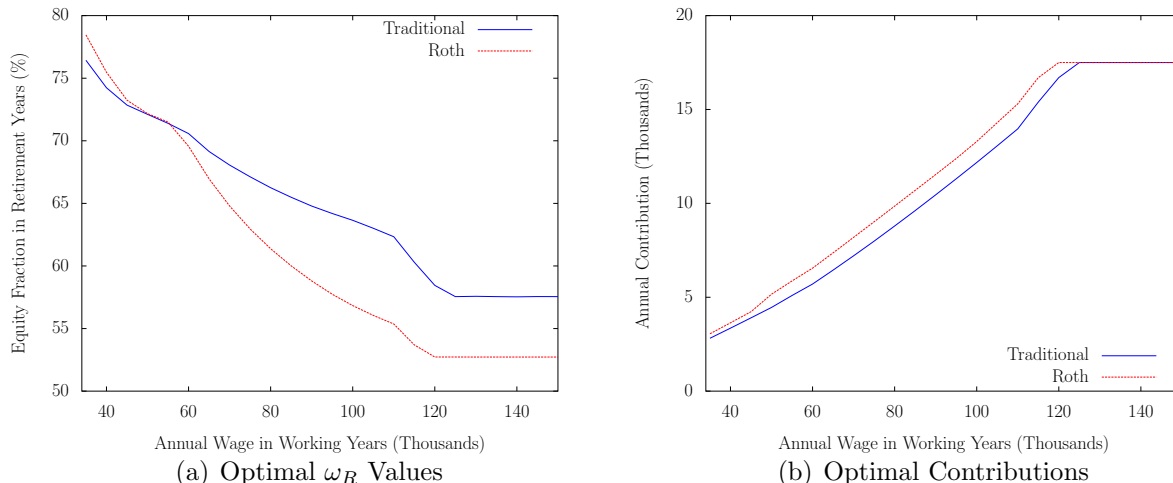 80
75
70
65
60
55
50
Equity Fraction in Retirement Years (%)
Traditional
Roth
40 60 80 100 120 140
Annual Wage in Working Years (Thousands)
(a) Optimal ω_R Values
20
15
10
5
0
Annual Contribution (Thousands)
Traditional
Roth
40 60 80 100 120 140
Annual Wage in Working Years (Thousands)
(b) Optimal Contributions